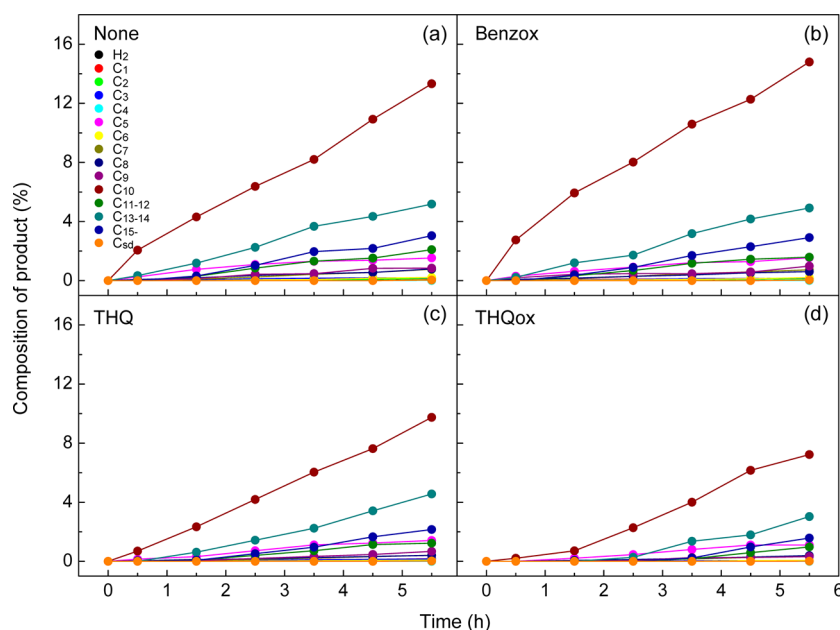 None (a)
H2
C1
C2
C3
C4
C5
C6
C7
C8
C9
C10
C11-12
C13-14
C15-
Csd
Benzox (b)
THQ (c)
THQox (d)
16
12
8
4
0
16
12
8
4
0
Composition of product (%)
0 1 2 3 4 5 0 1 2 3 4 5 6
Time (h)